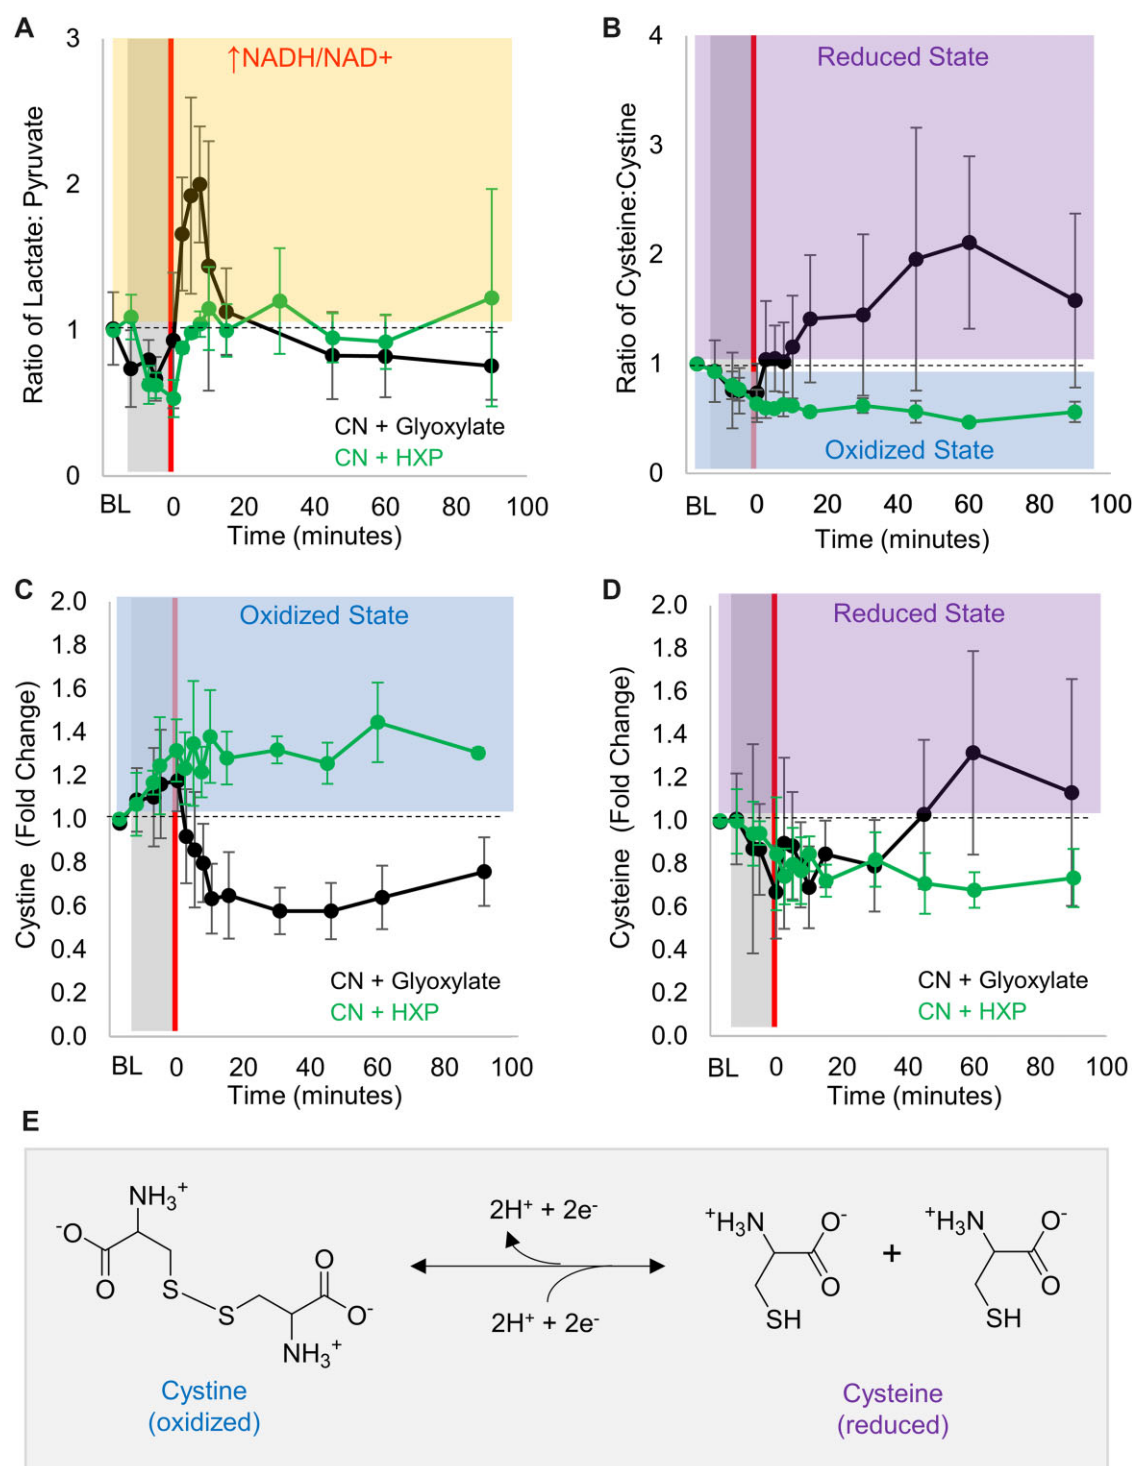 A
3
2
1
0
Ratio of Lactate: Pyruvate
↑NADH/NAD+
CN + Glyoxylate
CN + HXP
BL 0 20 40 60 80 100
Time (minutes)
B
4
3
2
1
0
Ratio of Cysteine:Cystine
Reduced State
Oxidized State
BL 0 20 40 60 80 100
Time (minutes)
C
2.0
1.8
1.6
1.4
1.2
1.0
0.8
0.6
0.4
0.2
0.0
Cystine (Fold Change)
Oxidized State
CN + Glyoxylate
CN + HXP
BL 0 20 40 60 80 100
Time (minutes)
D
2.0
1.8
1.6
1.4
1.2
1.0
0.8
0.6
0.4
0.2
0.0
Cysteine (Fold Change)
Reduced State
CN + Glyoxylate
CN + HXP
BL 0 20 40 60 80 100
Time (minutes)
E
NH₃⁺
⁻O
O
S
S
O
O⁻
NH₃⁺
2H⁺ + 2e⁻
2H⁺ + 2e⁻
⁺H₃N
O⁻
O
SH
+
⁺H₃N
O⁻
O
SH
Cystine
(oxidized)
Cysteine
(reduced)